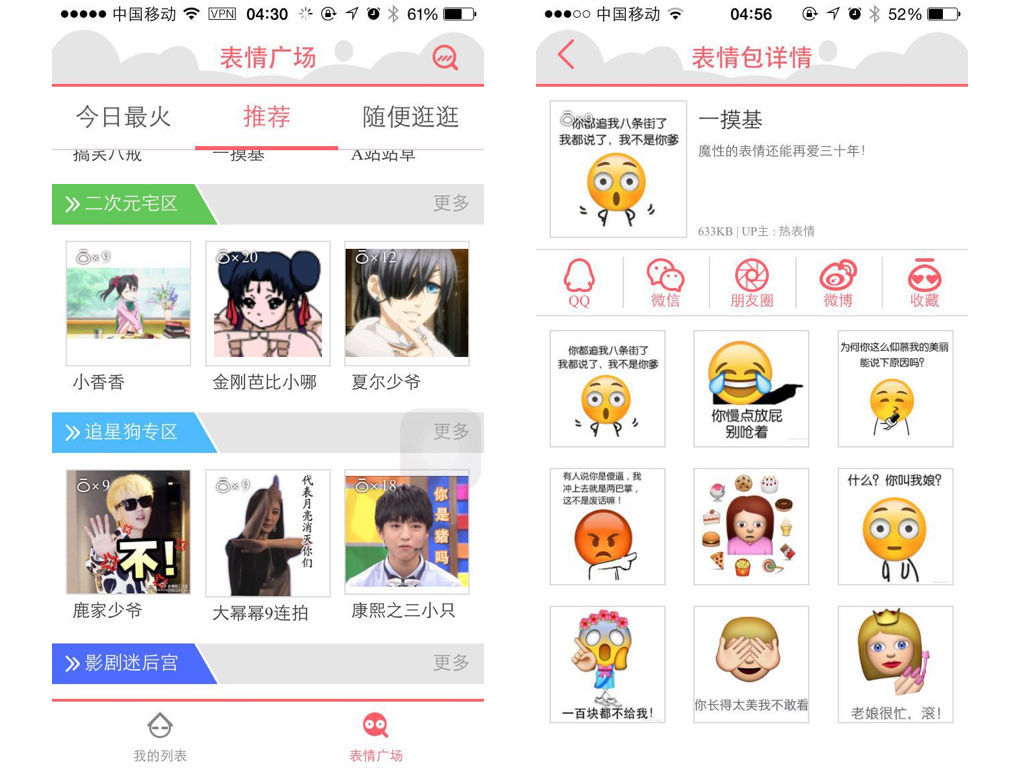 中国移动 VPN 04:30 61%
表情广场
今日最火 推荐 随便逛逛
搞笑八戒 一摸基 A站站草
二次元宅区 更多
×9 ×20 ×12
小香香 金刚芭比小哪 夏尔少爷
追星狗专区 更多
×9 ×9 ×18
不!
代表月亮消灭你们
你是猪吗
鹿家少爷 大幂幂9连拍 康熙之三小只
影剧迷后宫 更多
我的列表 表情广场
中国移动 04:56 52%
表情包详情
×9
你都追我八条街了
我都说了，我不是你爹
一摸基
魔性的表情还能再爱三十年！
633KB | UP主 : 热表情
QQ 微信 朋友圈 微博 收藏
你都追我八条街了
我都说了，我不是你爹
你慢点放屁
别呛着
为何你这么仰慕我的美丽
能说下原因吗？
有人说你是傻逼，我
冲上去就是两巴掌，
这不是废话嘛！
什么？你叫我娘？
一百块都不给我！
你长得太美我不敢看
老娘很忙，滚！